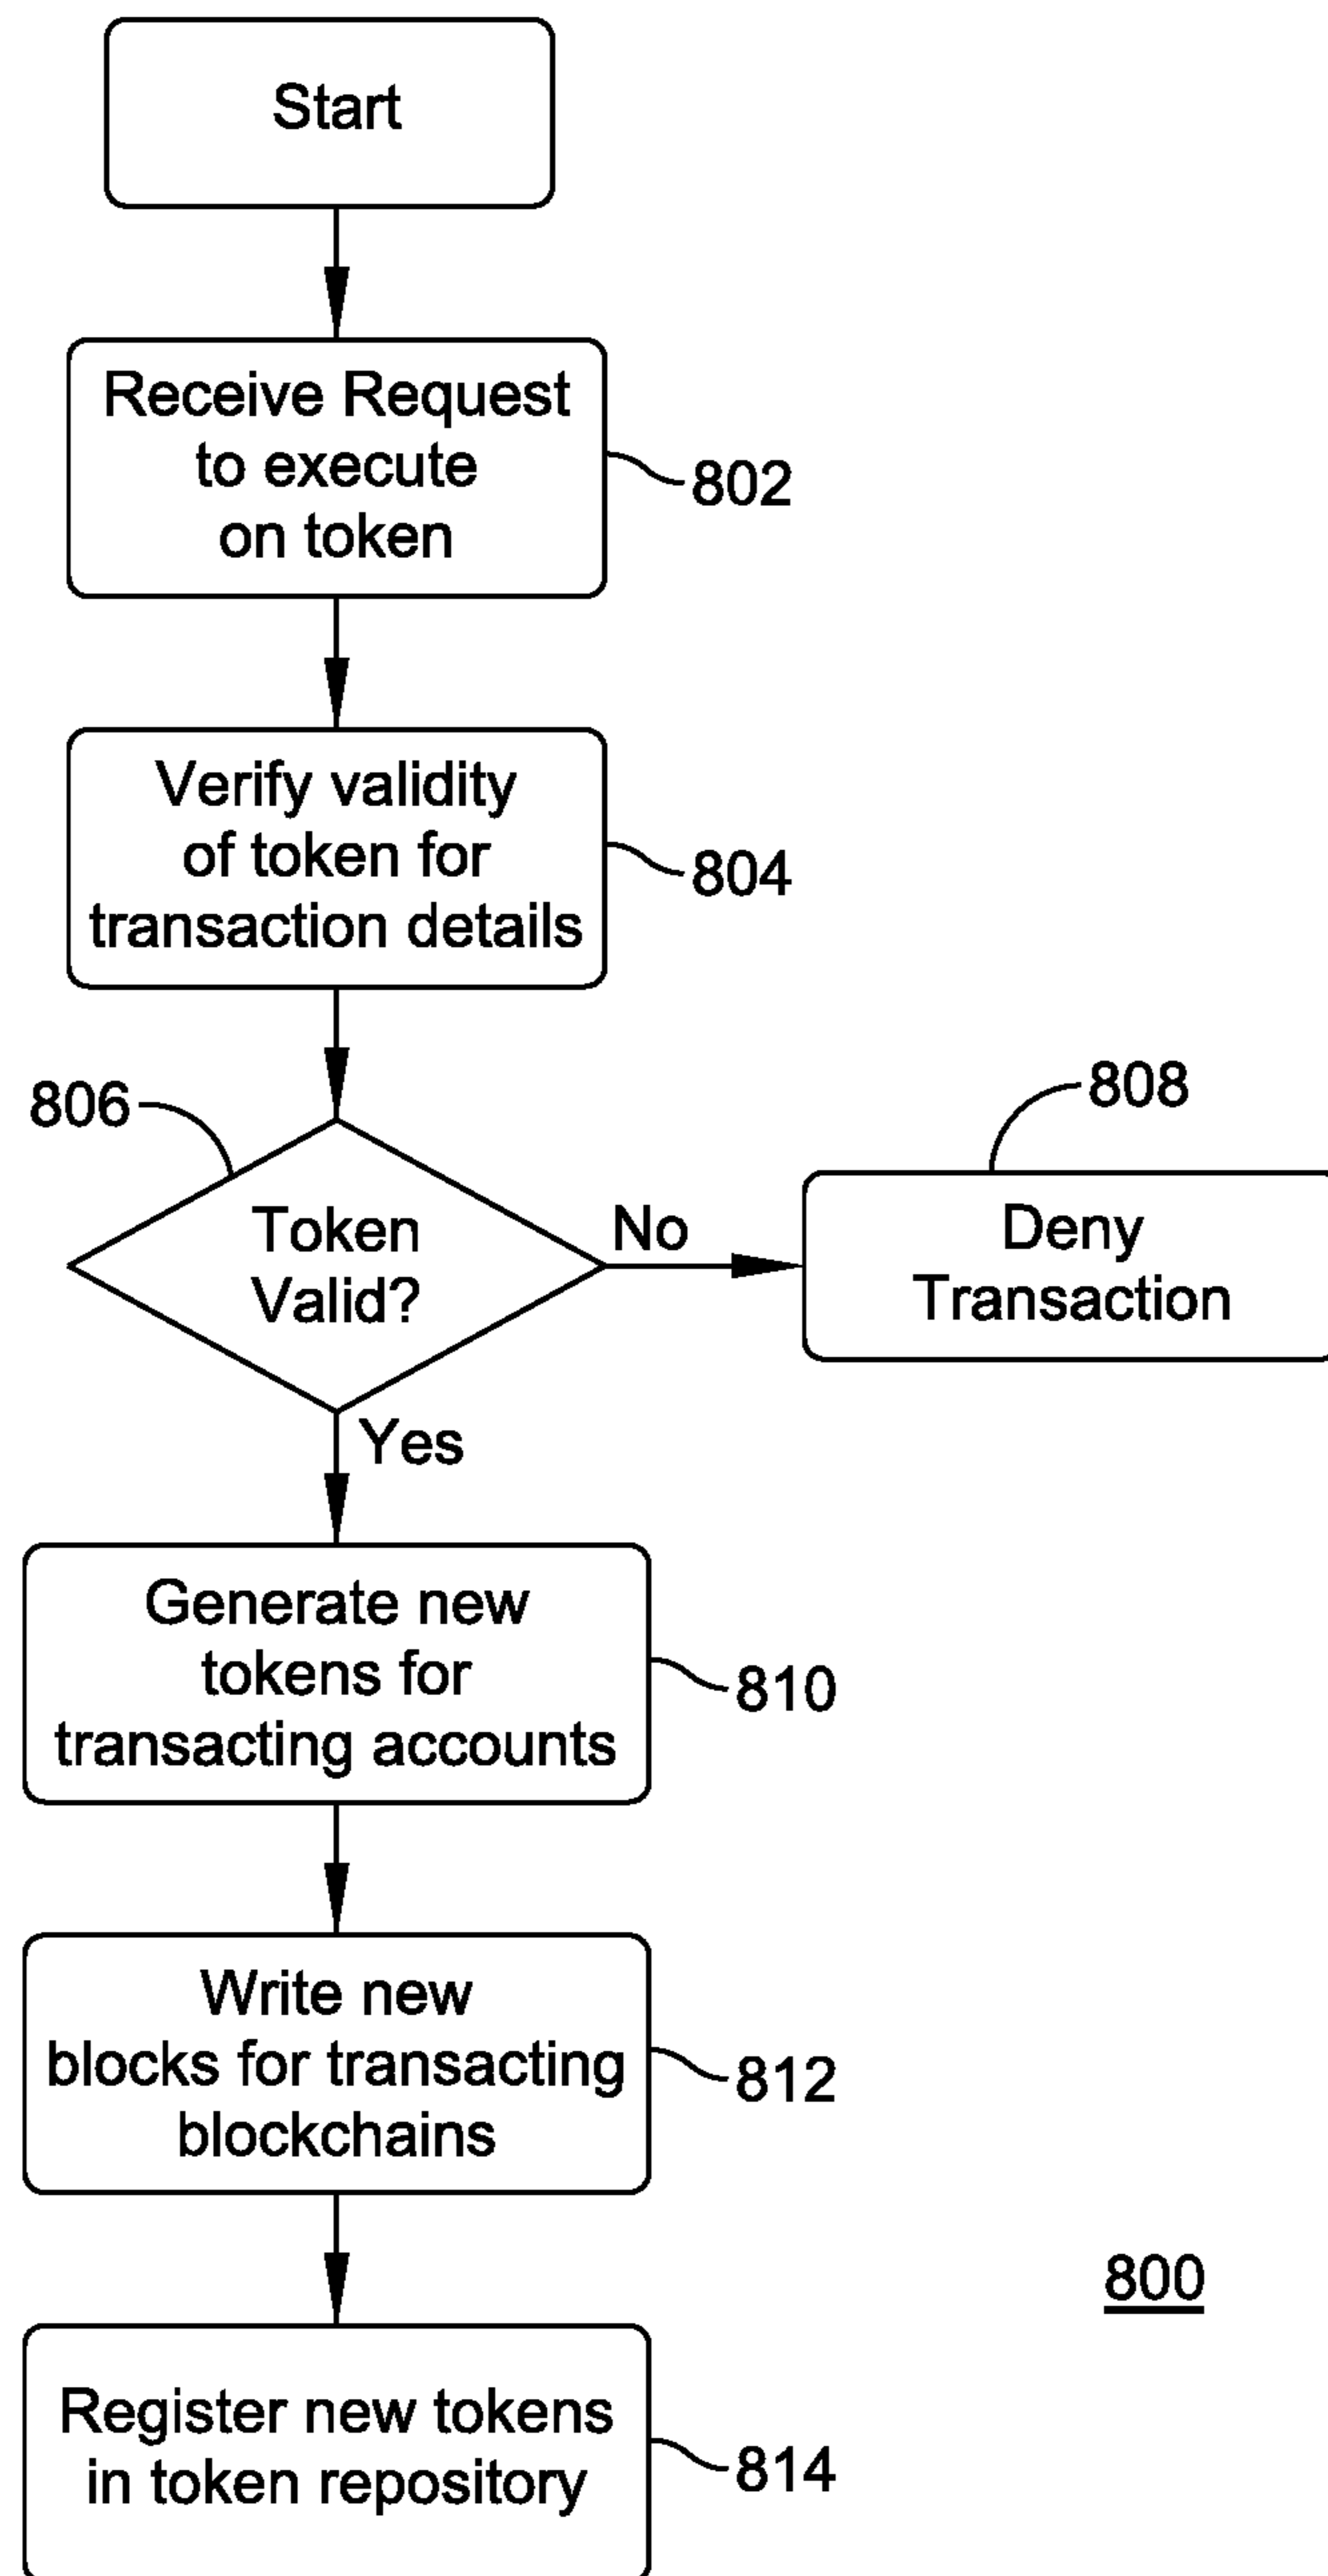 Start
Receive Request
to execute
on token
802
Verify validity
of token for
transaction details
804
806
Token
Valid?
No
808
Deny
Transaction
Yes
Generate new
tokens for
transacting accounts
810
Write new
blocks for transacting
blockchains
812
800
Register new tokens
in token repository
814